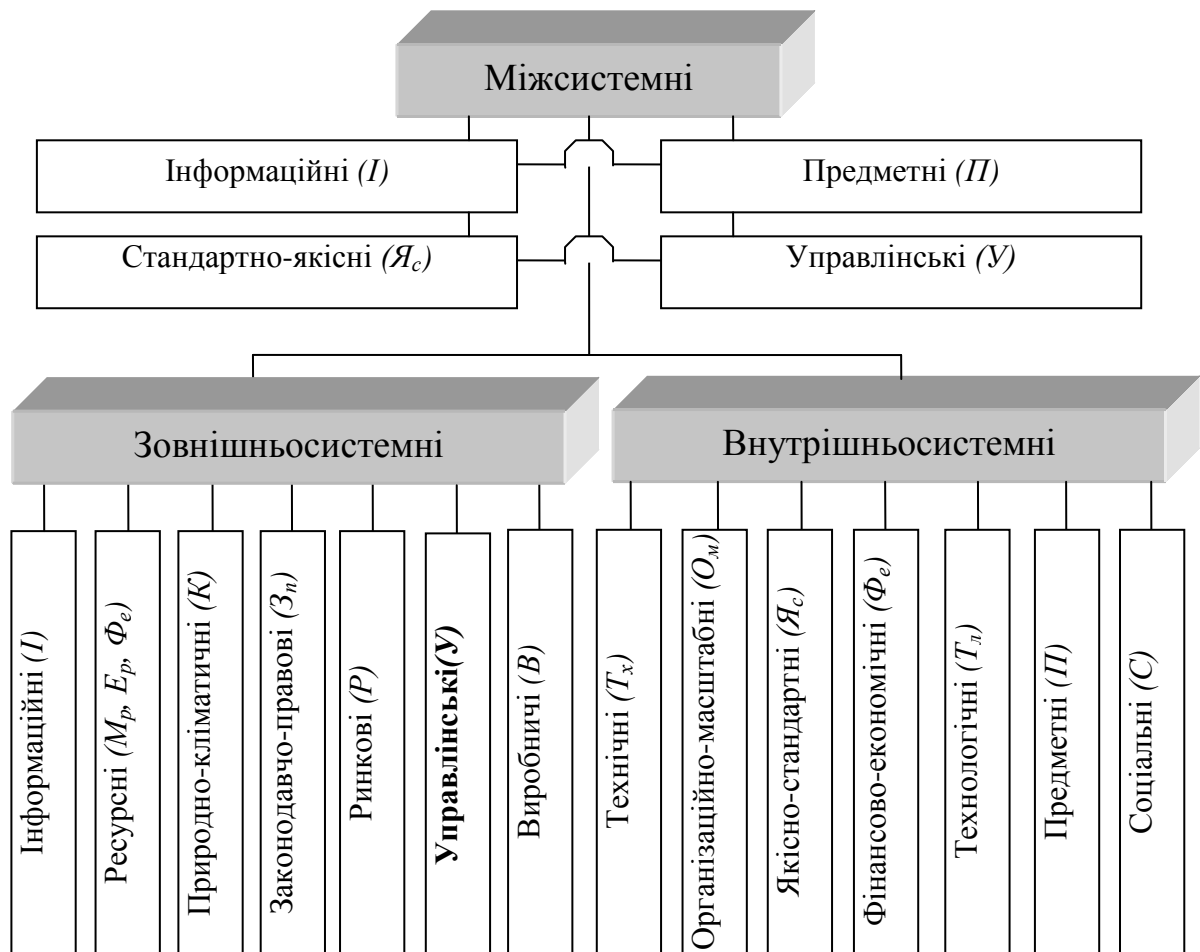 Міжсистемні
Інформаційні (І)
Предметні (П)
Стандартно-якісні (Яс)
Управлінські (У)
Зовнішньосистемні
Внутрішньосистемні
Інформаційні (І)
Ресурсні (Мр, Ер, Фе)
Природно-кліматичні (К)
Законодавчо-правові (Зп)
Ринкові (Р)
Управлінські(У)
Виробничі (В)
Технічні (Тх)
Організаційно-масштабні (Ом)
Якісно-стандартні (Яс)
Фінансово-економічні (Фе)
Технологічні (Тл)
Предметні (П)
Соціальні (С)